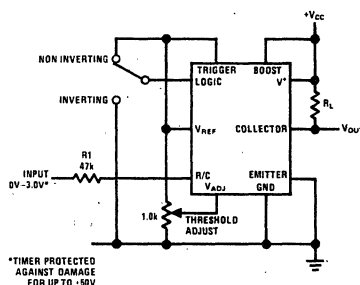 +VCC
NON INVERTING
TRIGGER
BOOST
LOGIC
V+
RL
INVERTING
VREF
COLLECTOR
VOUT
R1
47k
INPUT
0V–3.0V*
R/C
EMITTER
VADJ
GND
1.0k
THRESHOLD
ADJUST
*TIMER PROTECTED
AGAINST DAMAGE
FOR UP TO ±50V